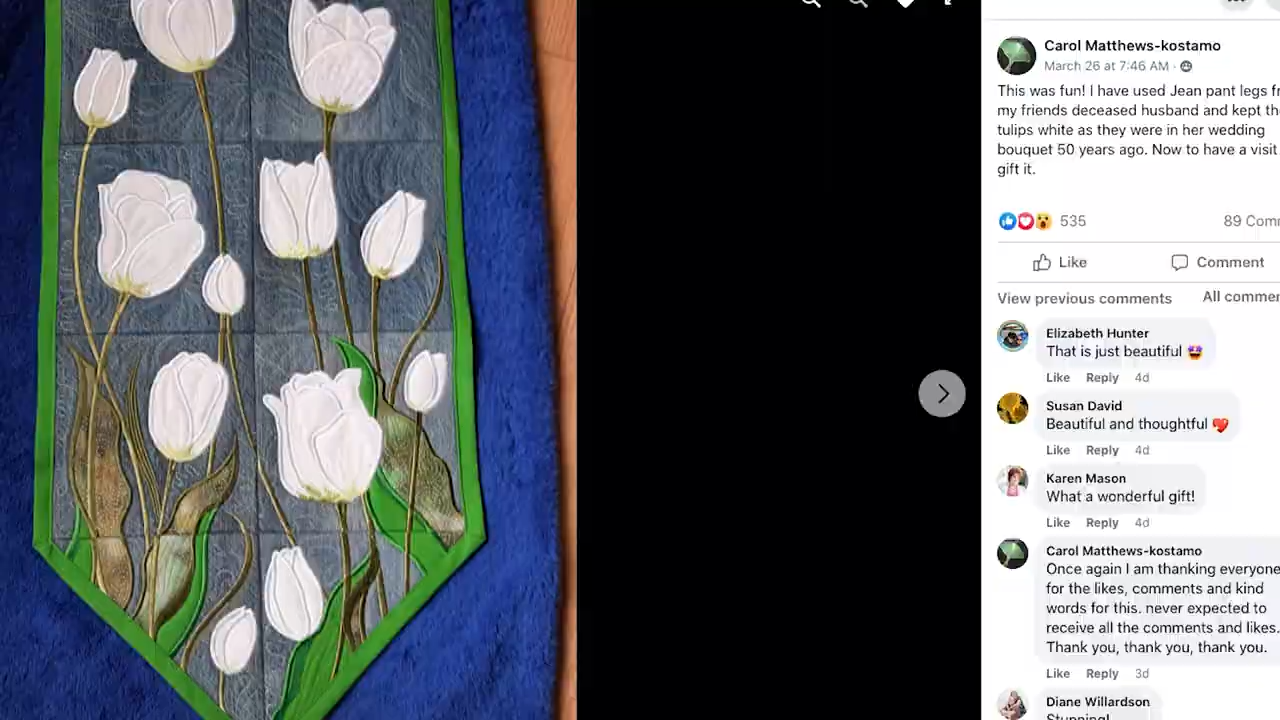 Carol Matthews-kostamo
March 26 at 7:46 AM ·
This was fun! I have used Jean pant legs
my friends deceased husband and kept
tulips white as they were in her wedding
bouquet 50 years ago. Now to have a visit
gift it.
535
89
Like
Comment
View previous comments
All
Elizabeth Hunter
That is just beautiful 🤩
Like Reply 4d
Susan David
Beautiful and thoughtful 💝
Like Reply 4d
Karen Mason
What a wonderful gift!
Like Reply 4d
Carol Matthews-kostamo
Once again I am thanking everyone
for the likes, comments and kind
words for this. never expected to
receive all the comments and likes.
Thank you, thank you, thank you.
Like Reply 3d
Diane Willardson
Stunning!